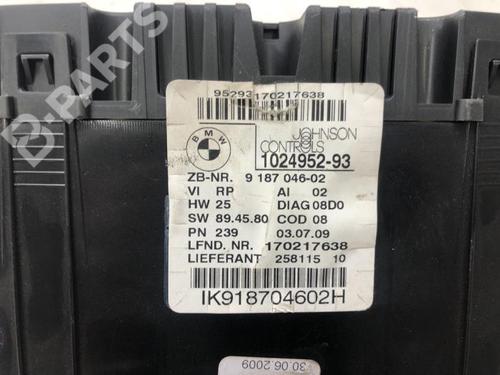 B-PARTS
95293170217638
BMW
JOHNSON
CONTROLS
1024952-93
ZB-NR. 9 187 046-02
VI RP AI 02
HW 25 DIAG 08D0
SW 89.45.80 COD 08
PN 239 03.07.09
LFND. NR. 170217638
LIEFERANT 258115 10
IK918704602H
30.06.2009